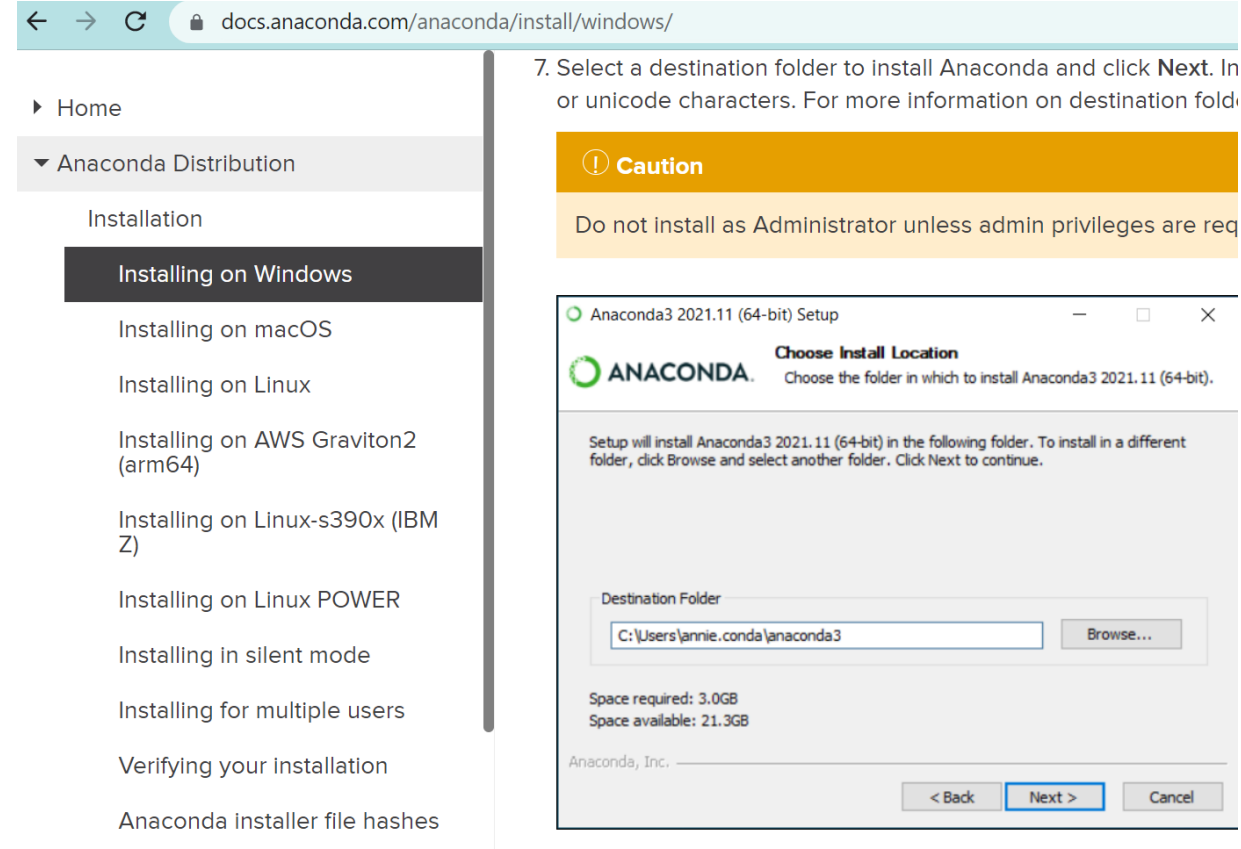 docs.anaconda.com/anaconda/install/windows/
Home
Anaconda Distribution
Installation
Installing on Windows
Installing on macOS
Installing on Linux
Installing on AWS Graviton2
(arm64)
Installing on Linux-s390x (IBM
Z)
Installing on Linux POWER
Installing in silent mode
Installing for multiple users
Verifying your installation
Anaconda installer file hashes
7. Select a destination folder to install Anaconda and click Next. In
or unicode characters. For more information on destination
Caution
Do not install as Administrator unless admin privileges are
Anaconda3 2021.11 (64-bit) Setup
ANACONDA.
Choose Install Location
Choose the folder in which to install Anaconda3 2021.11 (64-bit).
Setup will install Anaconda3 2021.11 (64-bit) in the following folder. To install in a different
folder, click Browse and select another folder. Click Next to continue.
Destination Folder
C:\Users\annie.conda\anaconda3
Browse...
Space required: 3.0GB
Space available: 21.3GB
Anaconda, Inc.
< Back
Next >
Cancel